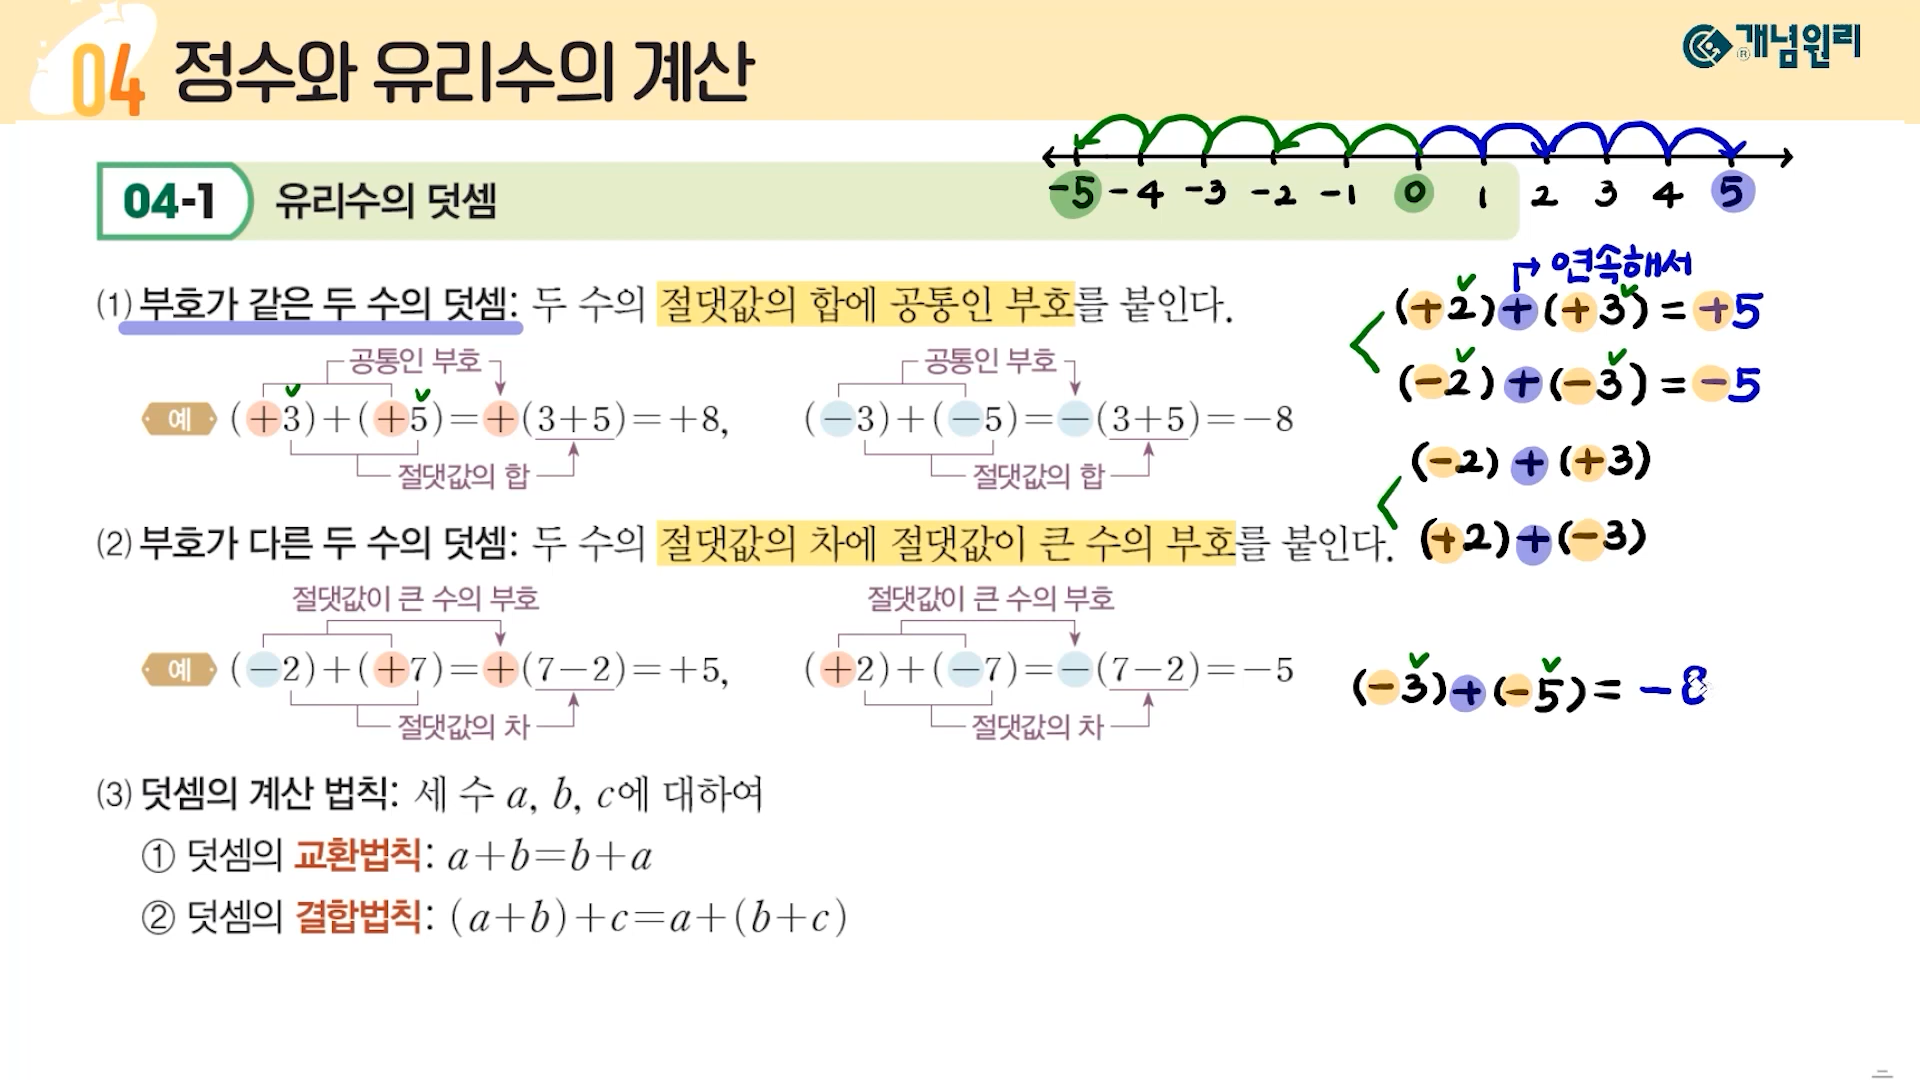 04 정수와 유리수의 계산
개념원리®
04-1 유리수의 덧셈
-5 -4 -3 -2 -1 0 1 2 3 4 5
(1) 부호가 같은 두 수의 덧셈: 두 수의 절댓값의 합에 공통인 부호를 붙인다.
공통인 부호 공통인 부호
예 (+3)+(+5)=+(3+5)=+8, (-3)+(-5)=-(3+5)=-8
절댓값의 합 절댓값의 합
(2) 부호가 다른 두 수의 덧셈: 두 수의 절댓값의 차에 절댓값이 큰 수의 부호를 붙인다.
절댓값이 큰 수의 부호 절댓값이 큰 수의 부호
예 (-2)+(+7)=+(7-2)=+5, (+2)+(-7)=-(7-2)=-5
절댓값의 차 절댓값의 차
(3) 덧셈의 계산 법칙: 세 수 a, b, c에 대하여
① 덧셈의 교환법칙: a+b=b+a
② 덧셈의 결합법칙: (a+b)+c=a+(b+c)
연속해서
(+2)+(+3)=+5
(-2)+(-3)=-5
(-2)+(+3)
(+2)+(-3)
(-3)+(-5)=-8